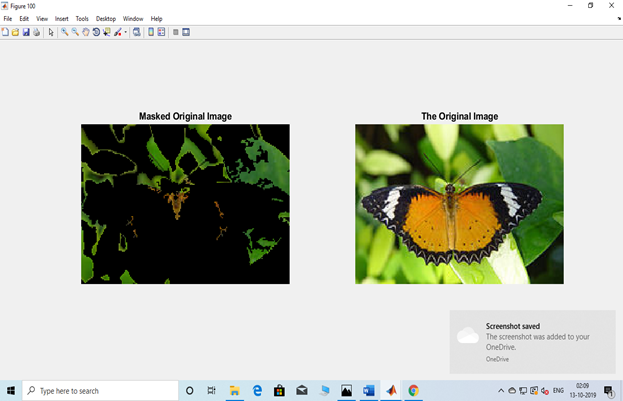 Figure 100
File Edit View Insert Tools Desktop Window Help
Masked Original Image
The Original Image
Screenshot saved
The screenshot was added to your
OneDrive.
OneDrive
Type here to search
ENG
02:09
13-10-2019